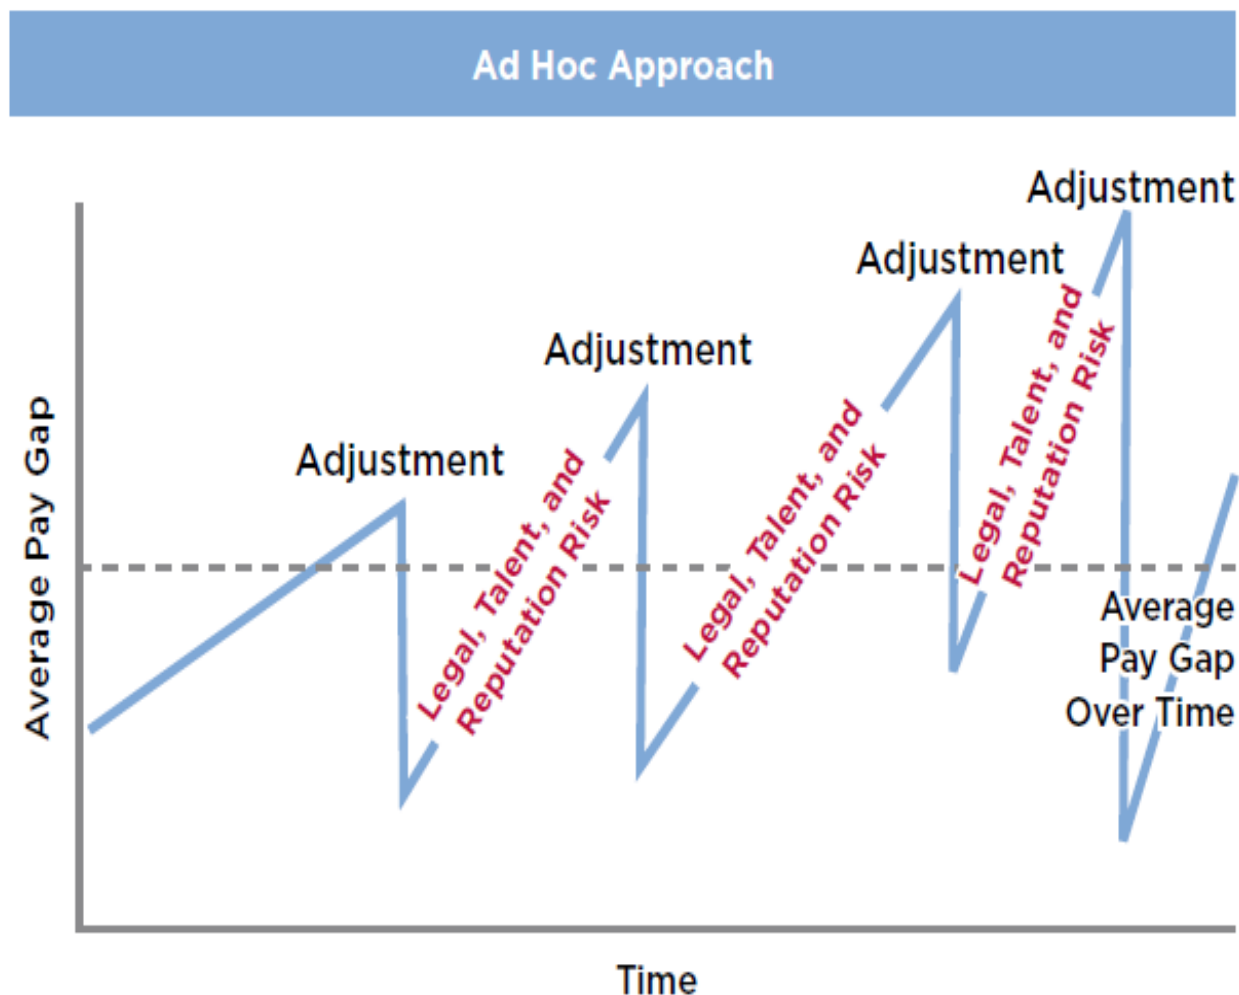 Ad Hoc Approach
Adjustment
Adjustment
Adjustment
Adjustment
Legal, Talent, and
Reputation Risk
Legal, Talent, and
Reputation Risk
Legal, Talent, and
Reputation Risk
Average Pay Gap
Average
Pay Gap
Over Time
Time